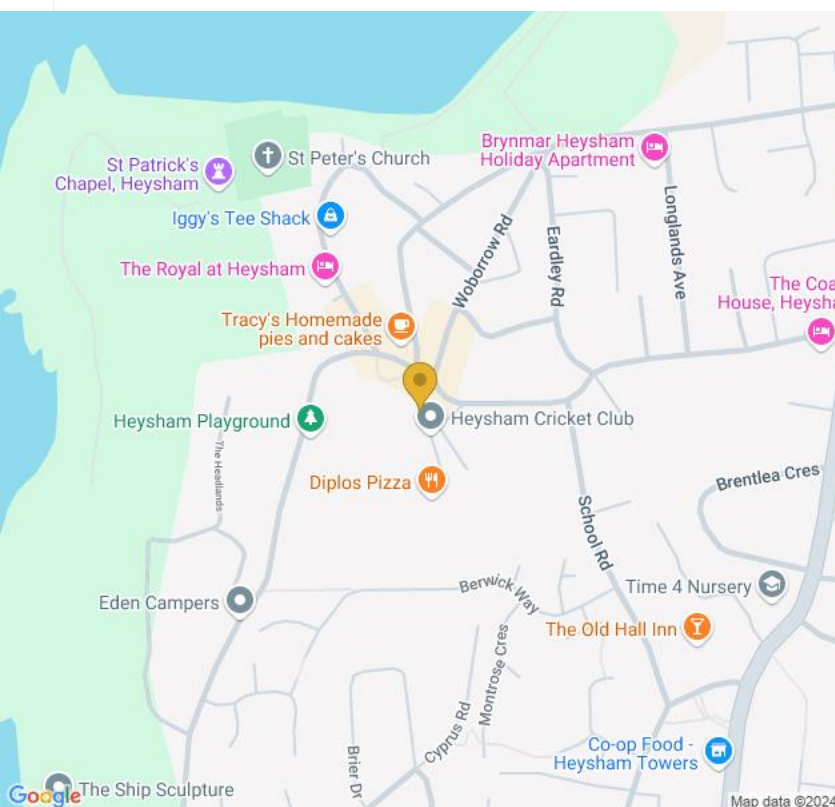 Brynmar Heysham
Holiday Apartment
St Peter's Church
St Patrick's
Chapel, Heysham
Iggy's Tee Shack
Longlands Ave
Woborrow Rd
Eardley Rd
The Royal at Heysham
The Coa
House, Heysha
Tracy's Homemade
pies and cakes
Heysham Playground
Heysham Cricket Club
The Headlands
Diplos Pizza
Brentlea Cres
School Rd
Berwick Way
Time 4 Nursery
Eden Campers
The Old Hall Inn
Montrose Cres
Cyprus Rd
Brier Dr
Co-op Food -
Heysham Towers
The Ship Sculpture
Google
Map data ©2024